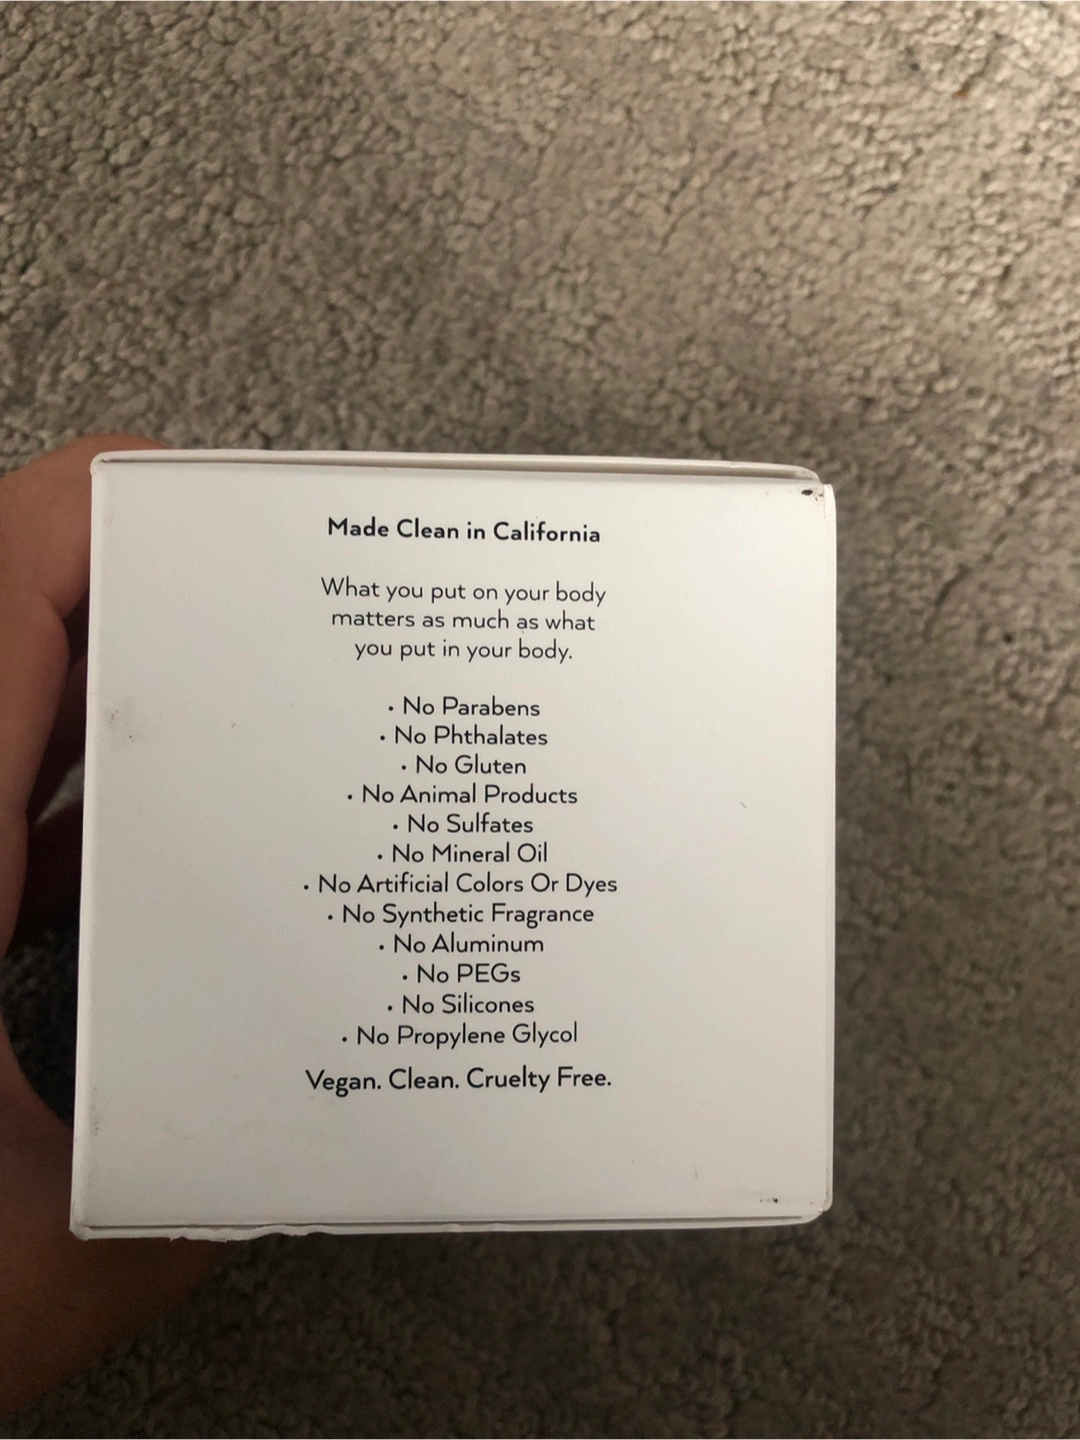 Made Clean in California
What you put on your body
matters as much as what
you put in your body.
• No Parabens
• No Phthalates
• No Gluten
• No Animal Products
• No Sulfates
• No Mineral Oil
• No Artificial Colors Or Dyes
• No Synthetic Fragrance
• No Aluminum
• No PEGs
• No Silicones
• No Propylene Glycol
Vegan. Clean. Cruelty Free.